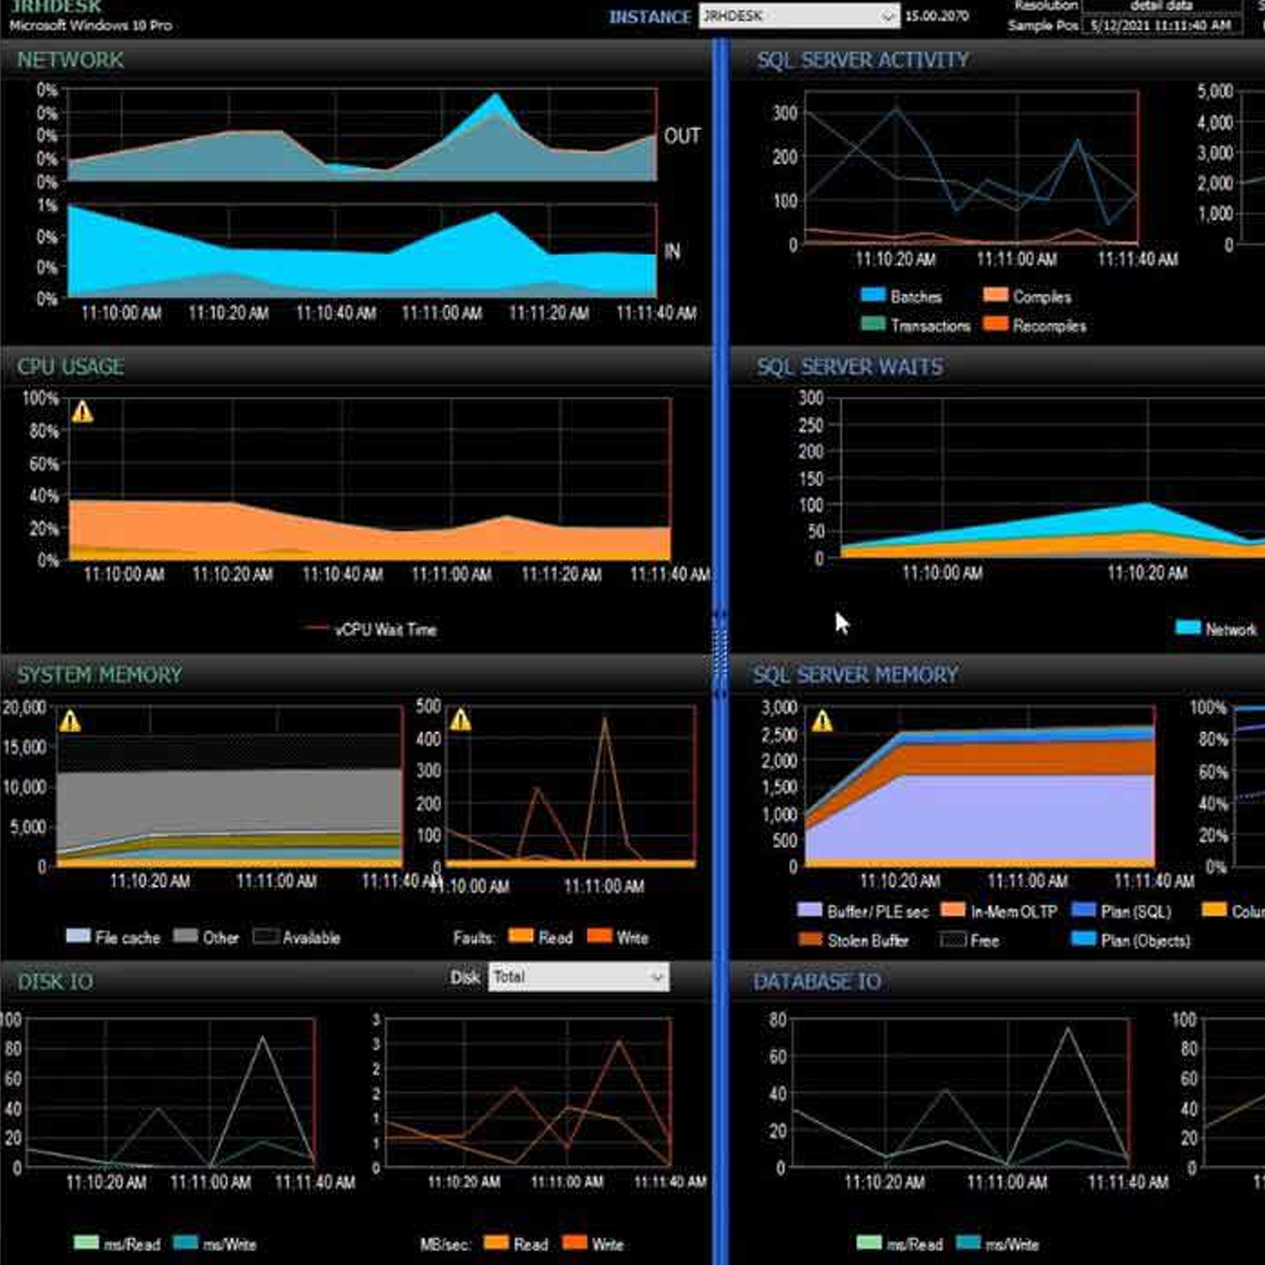 JRHDESK
Microsoft Windows 10 Pro
INSTANCE JRHDESK 15.00.2070
Resolution detail data
Sample Pos 5/12/2021 11:11:40 AM
NETWORK
0%
0%
0%
0%
0%
OUT
1%
0%
0%
0%
IN
11:10:00 AM 11:10:20 AM 11:10:40 AM 11:11:00 AM 11:11:20 AM 11:11:40 AM
SQL SERVER ACTIVITY
300
200
100
0
11:10:20 AM 11:11:00 AM 11:11:40 AM
Batches Compiles
Transactions Recompiles
5,000
4,000
3,000
2,000
1,000
0
CPU USAGE
100%
80%
60%
40%
20%
0%
11:10:00 AM 11:10:20 AM 11:10:40 AM 11:11:00 AM 11:11:20 AM 11:11:40 AM
vCPU Wait Time
SQL SERVER WAITS
300
250
200
150
100
50
0
11:10:00 AM 11:10:20 AM
Network
SYSTEM MEMORY
20,000
15,000
10,000
5,000
0
11:10:20 AM 11:11:00 AM 11:11:40 AM
File cache Other Available
500
400
300
200
100
0
11:10:00 AM 11:11:00 AM
Faults: Read Write
SQL SERVER MEMORY
3,000
2,500
2,000
1,500
1,000
500
0
11:10:20 AM 11:11:00 AM 11:11:40 AM
Buffer/ PLE sec In-Mem OLTP Plan (SQL) Colu
Stolen Buffer Free Plan (Objects)
100%
80%
60%
40%
20%
0%
DISK IO
Disk Total
100
80
60
40
20
0
11:10:20 AM 11:11:00 AM 11:11:40 AM
ms/Read ms/Write
3
3
2
2
1
1
0
11:10:20 AM 11:11:00 AM 11:11:40 AM
MB/sec: Read Write
DATABASE IO
80
60
40
20
0
11:10:20 AM 11:11:00 AM 11:11:40 AM
ms/Read ms/Write
100
80
60
40
20
0